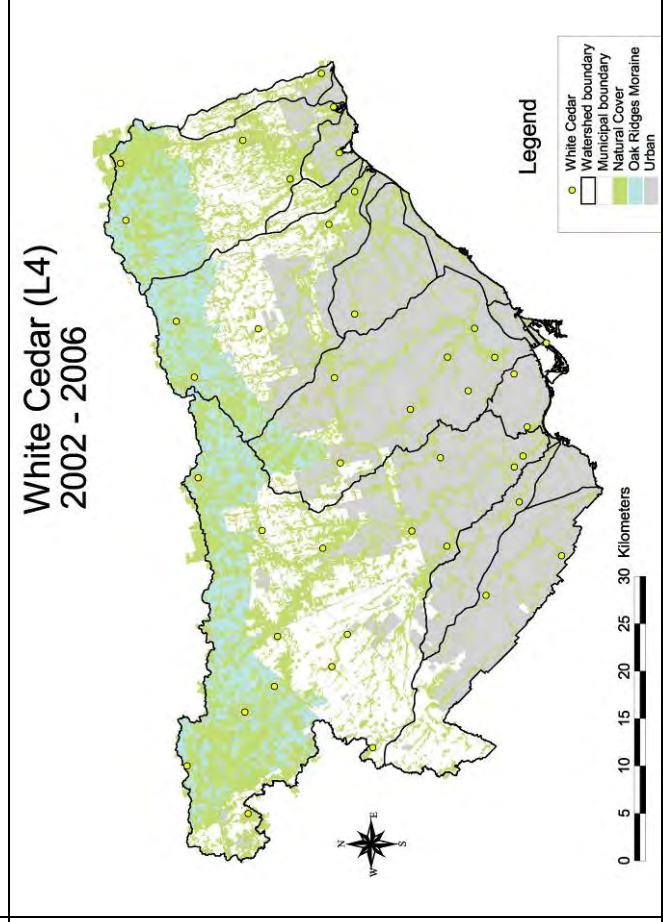 White Cedar (L4)
2002 - 2006
Legend
White Cedar
Watershed boundary
Municipal boundary
Natural Cover
Oak Ridges Moraine
Urban
N
W
E
S
0 5 10 15 20 25 30 Kilometers